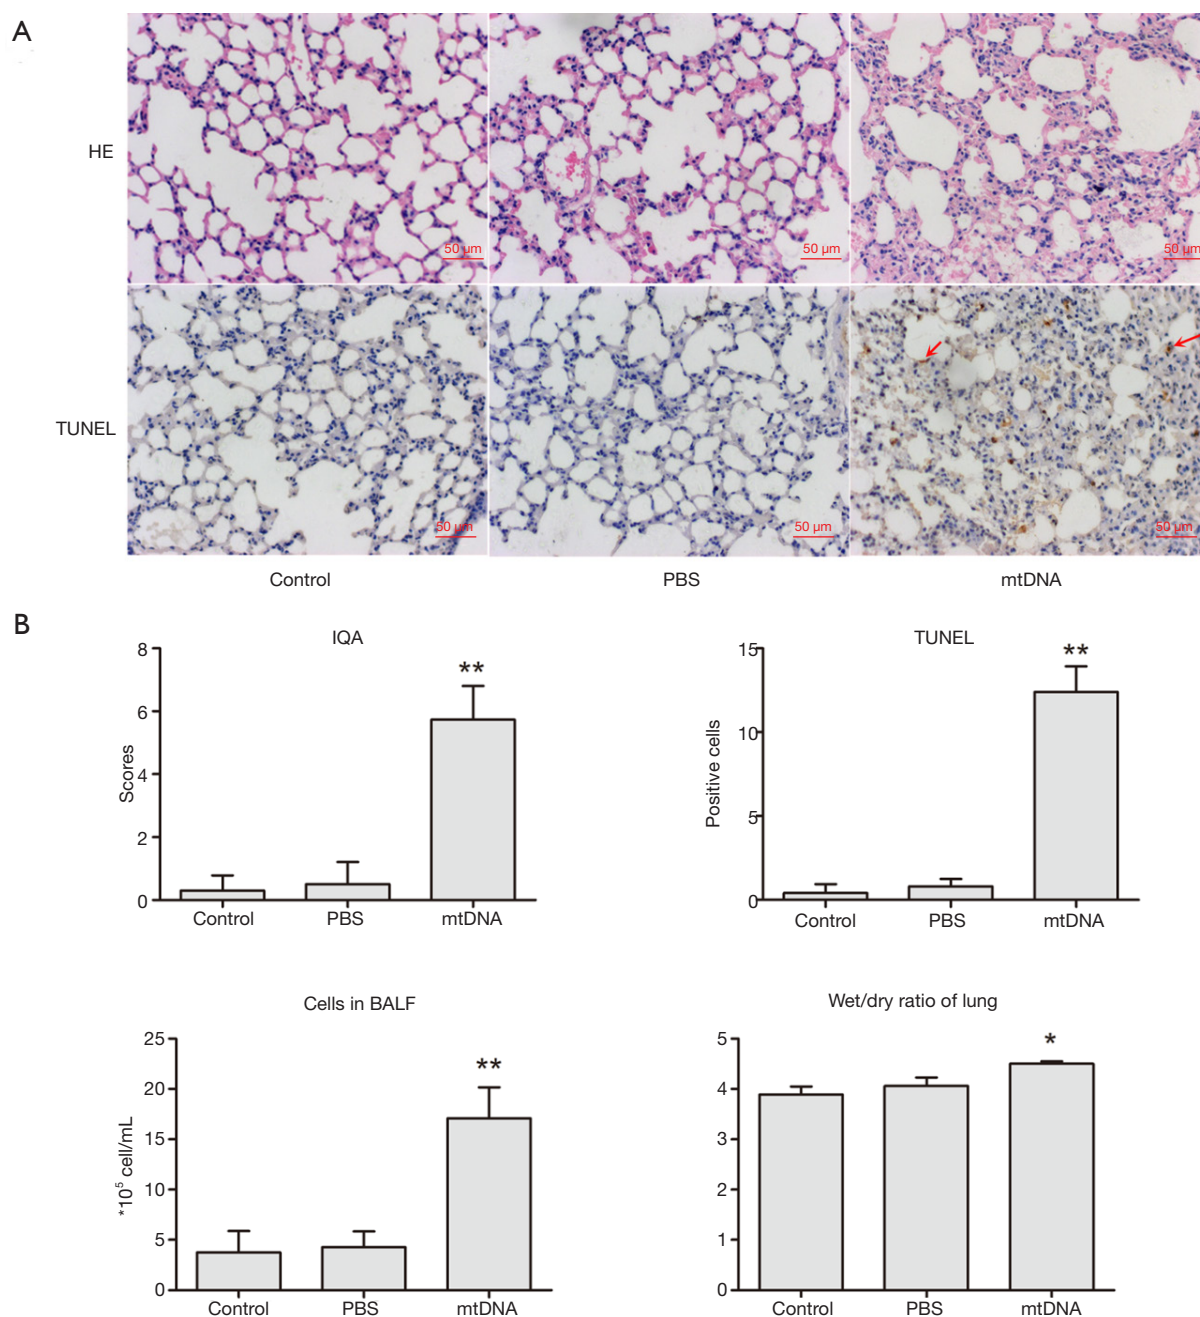 A
HE
50 µm
50 µm
50 µm
TUNEL
50 µm
50 µm
50 µm
Control
PBS
mtDNA
B
IQA
8
6
4
2
0
Scores
**
Control
PBS
mtDNA
TUNEL
15
10
5
0
Positive cells
**
Control
PBS
mtDNA
Cells in BALF
25
20
15
10
5
0
*10⁵ cell/mL
**
Control
PBS
mtDNA
Wet/dry ratio of lung
5
4
3
2
1
0
*
Control
PBS
mtDNA